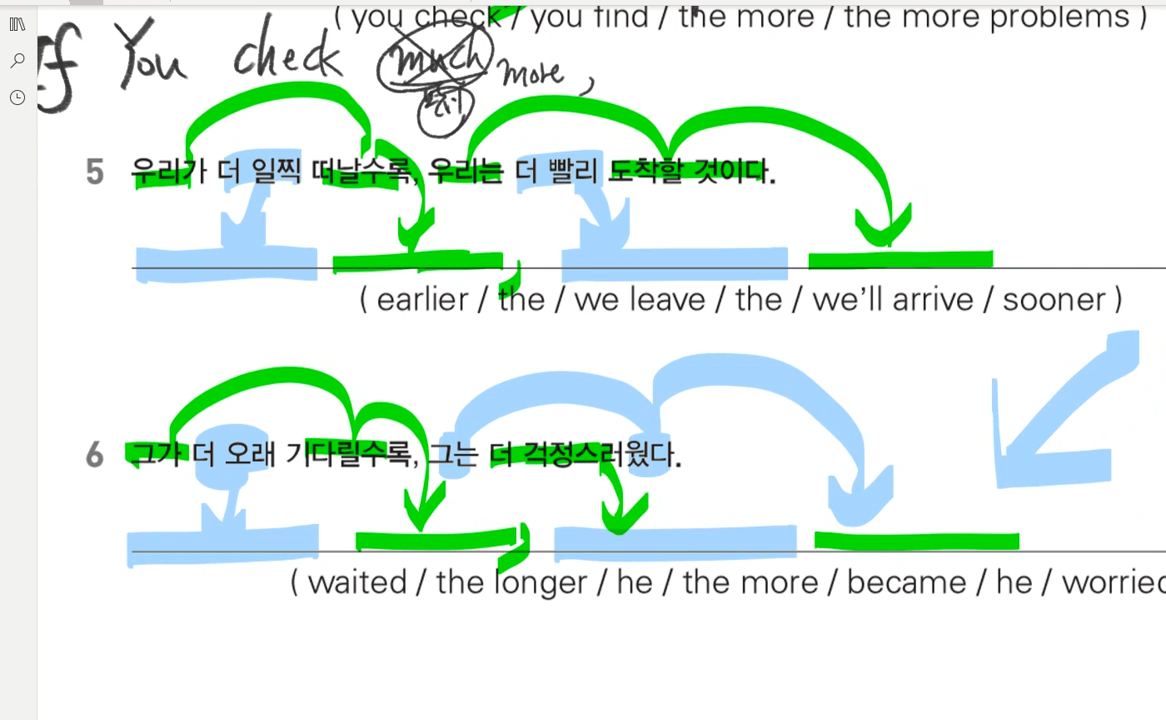 ( you check / you find / the more / the more problems )
If You check much more,
5 우리가 더 일찍 떠날수록, 우리는 더 빨리 도착할 것이다.
( earlier / the / we leave / the / we’ll arrive / sooner )
6 그가 더 오래 기다릴수록, 그는 더 걱정스러웠다.
( waited / the longer / he / the more / became / he / worried